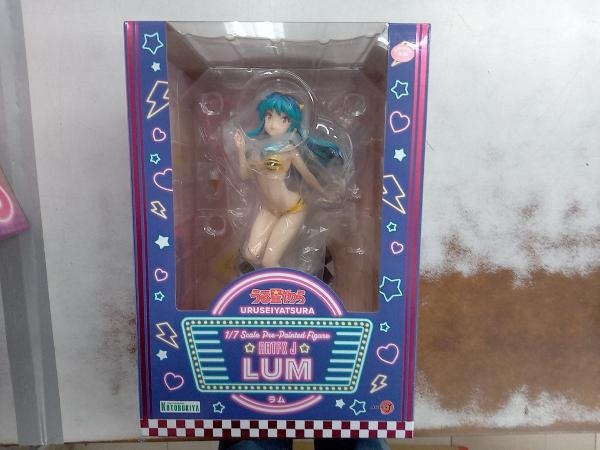 うる星やつら
URUSEIYATSURA
1/7 Scale Pre-Painted Figure
ARTFX J
LUM
ラム
KOTOBUKIYA